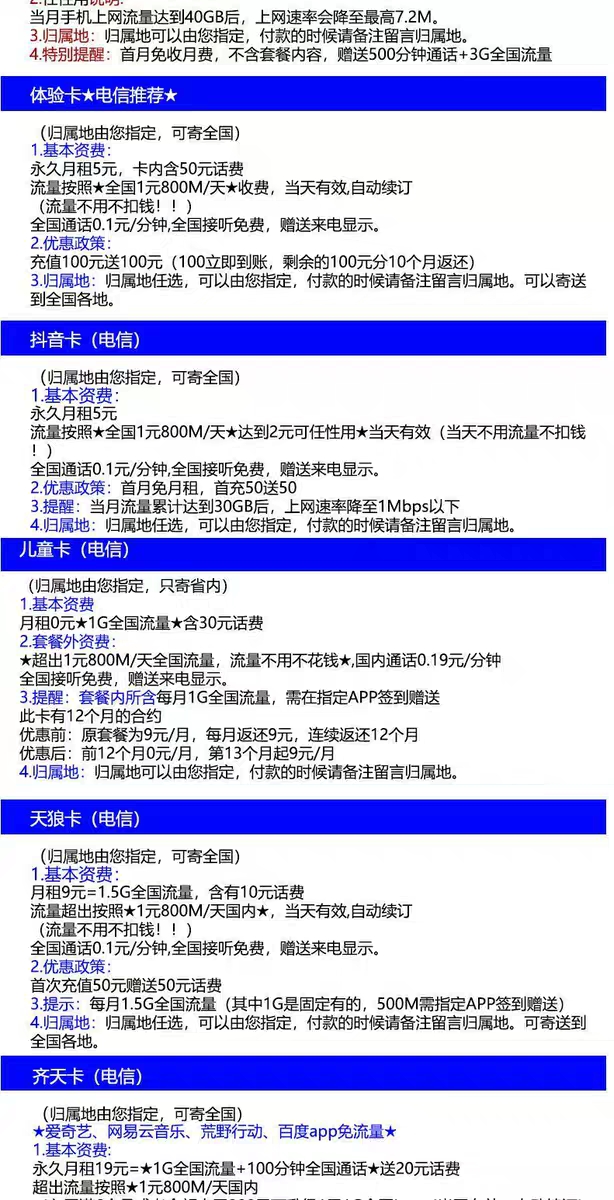 2.任性用说明:
当月手机上网流量达到40GB后，上网速率会降至最高7.2M。
3.归属地：归属地可以由您指定，付款的时候请备注留言归属地。
4.特别提醒：首月免收月费，不含套餐内容，赠送500分钟通话+3G全国流量
体验卡★电信推荐★
（归属地由您指定，可寄全国）
1.基本资费：
永久月租5元，卡内含50元话费
流量按照★全国1元800M/天★收费，当天有效,自动续订
（流量不用不扣钱！！）
全国通话0.1元/分钟,全国接听免费，赠送来电显示。
2.优惠政策：
充值100元送100元（100立即到账，剩余的100元分10个月返还）
3.归属地：归属地任选，可以由您指定，付款的时候请备注留言归属地。可以寄送
到全国各地。
抖音卡（电信）
（归属地由您指定，可寄全国）
1.基本资费：
永久月租5元
流量按照★全国1元800M/天★达到2元可任性用★当天有效（当天不用流量不扣钱
！）
全国通话0.1元/分钟,全国接听免费，赠送来电显示。
2.优惠政策：首月免月租，首充50送50
3.提醒：当月流量累计达到30GB后，上网速率降至1Mbps以下
4.归属地：归属地任选，可以由您指定，付款的时候请备注留言归属地。
儿童卡（电信）
（归属地由您指定，只寄省内）
1.基本资费
月租0元★1G全国流量★含30元话费
2.套餐外资费：
★超出1元800M/天全国流量，流量不用不花钱★,国内通话0.19元/分钟
全国接听免费，赠送来电显示。
3.提醒：套餐内所含每月1G全国流量，需在指定APP签到赠送
此卡有12个月的合约
优惠前：原套餐为9元/月，每月返还9元，连续返还12个月
优惠后：前12个月0元/月，第13个月起9元/月
4.归属地：归属地可以由您指定，付款的时候请备注留言归属地。
天狼卡（电信）
（归属地由您指定，可寄全国）
1.基本资费：
月租9元=1.5G全国流量，含有10元话费
流量超出按照★1元800M/天国内★，当天有效,自动续订
（流量不用不扣钱！！）
全国通话0.1元/分钟,全国接听免费，赠送来电显示。
2.优惠政策：
首次充值50元赠送50元话费
3.提示：每月1.5G全国流量（其中1G是固定有的，500M需指定APP签到赠送）
4.归属地：归属地任选，可以由您指定，付款的时候请备注留言归属地。可寄送到
全国各地。
齐天卡（电信）
（归属地由您指定，可寄全国）
★爱奇艺、网易云音乐、荒野行动、百度app免流量★
1.基本资费：
永久月租19元=★1G全国流量+100分钟全国通话★送20元话费
超出流量按照★1元800M/天国内